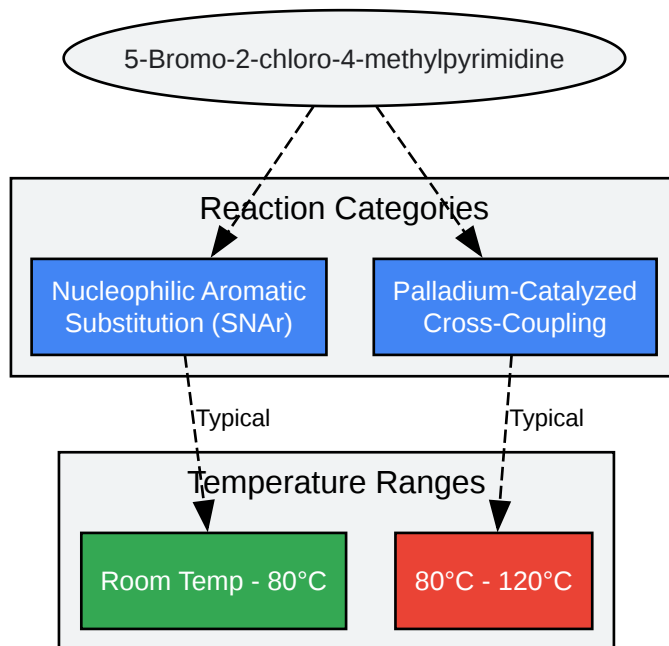 5-Bromo-2-chloro-4-methylpyrimidine
Reaction Categories
Nucleophilic Aromatic
Substitution (SNAr)
Palladium-Catalyzed
Cross-Coupling
Typical
Typical
Temperature Ranges
Room Temp - 80°C
80°C - 120°C